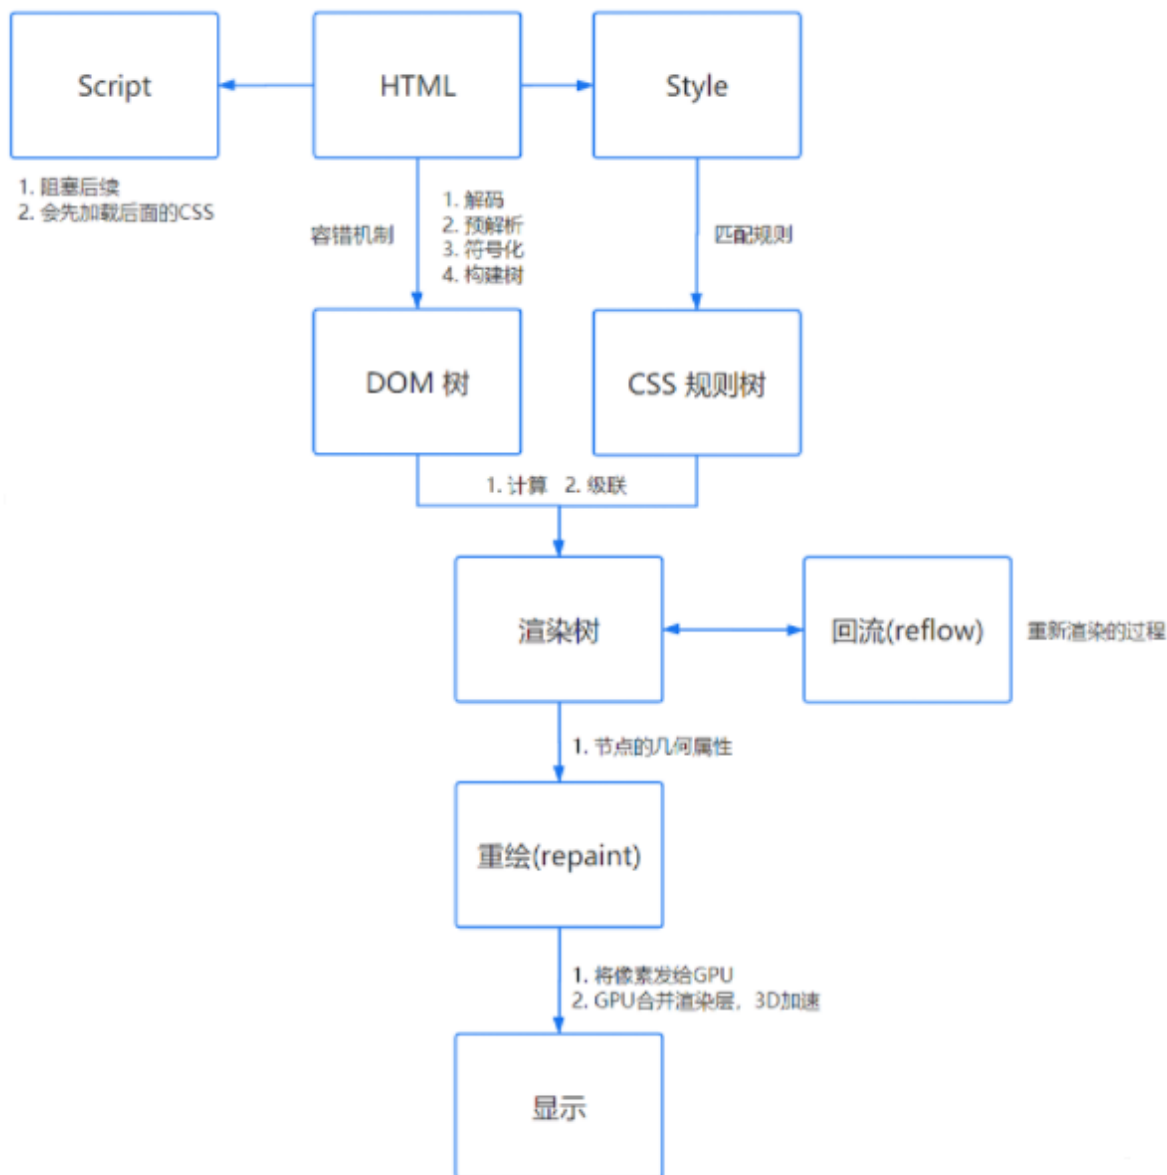 Script
HTML
Style
1. 阻塞后续
2. 会先加载后面的CSS
容错机制
1. 解码
2. 预解析
3. 符号化
4. 构建树
匹配规则
DOM 树
CSS 规则树
1. 计算 2. 级联
渲染树
回流(reflow)
重新渲染的过程
1. 节点的几何属性
重绘(repaint)
1. 将像素发给GPU
2. GPU合并渲染层，3D加速
显示